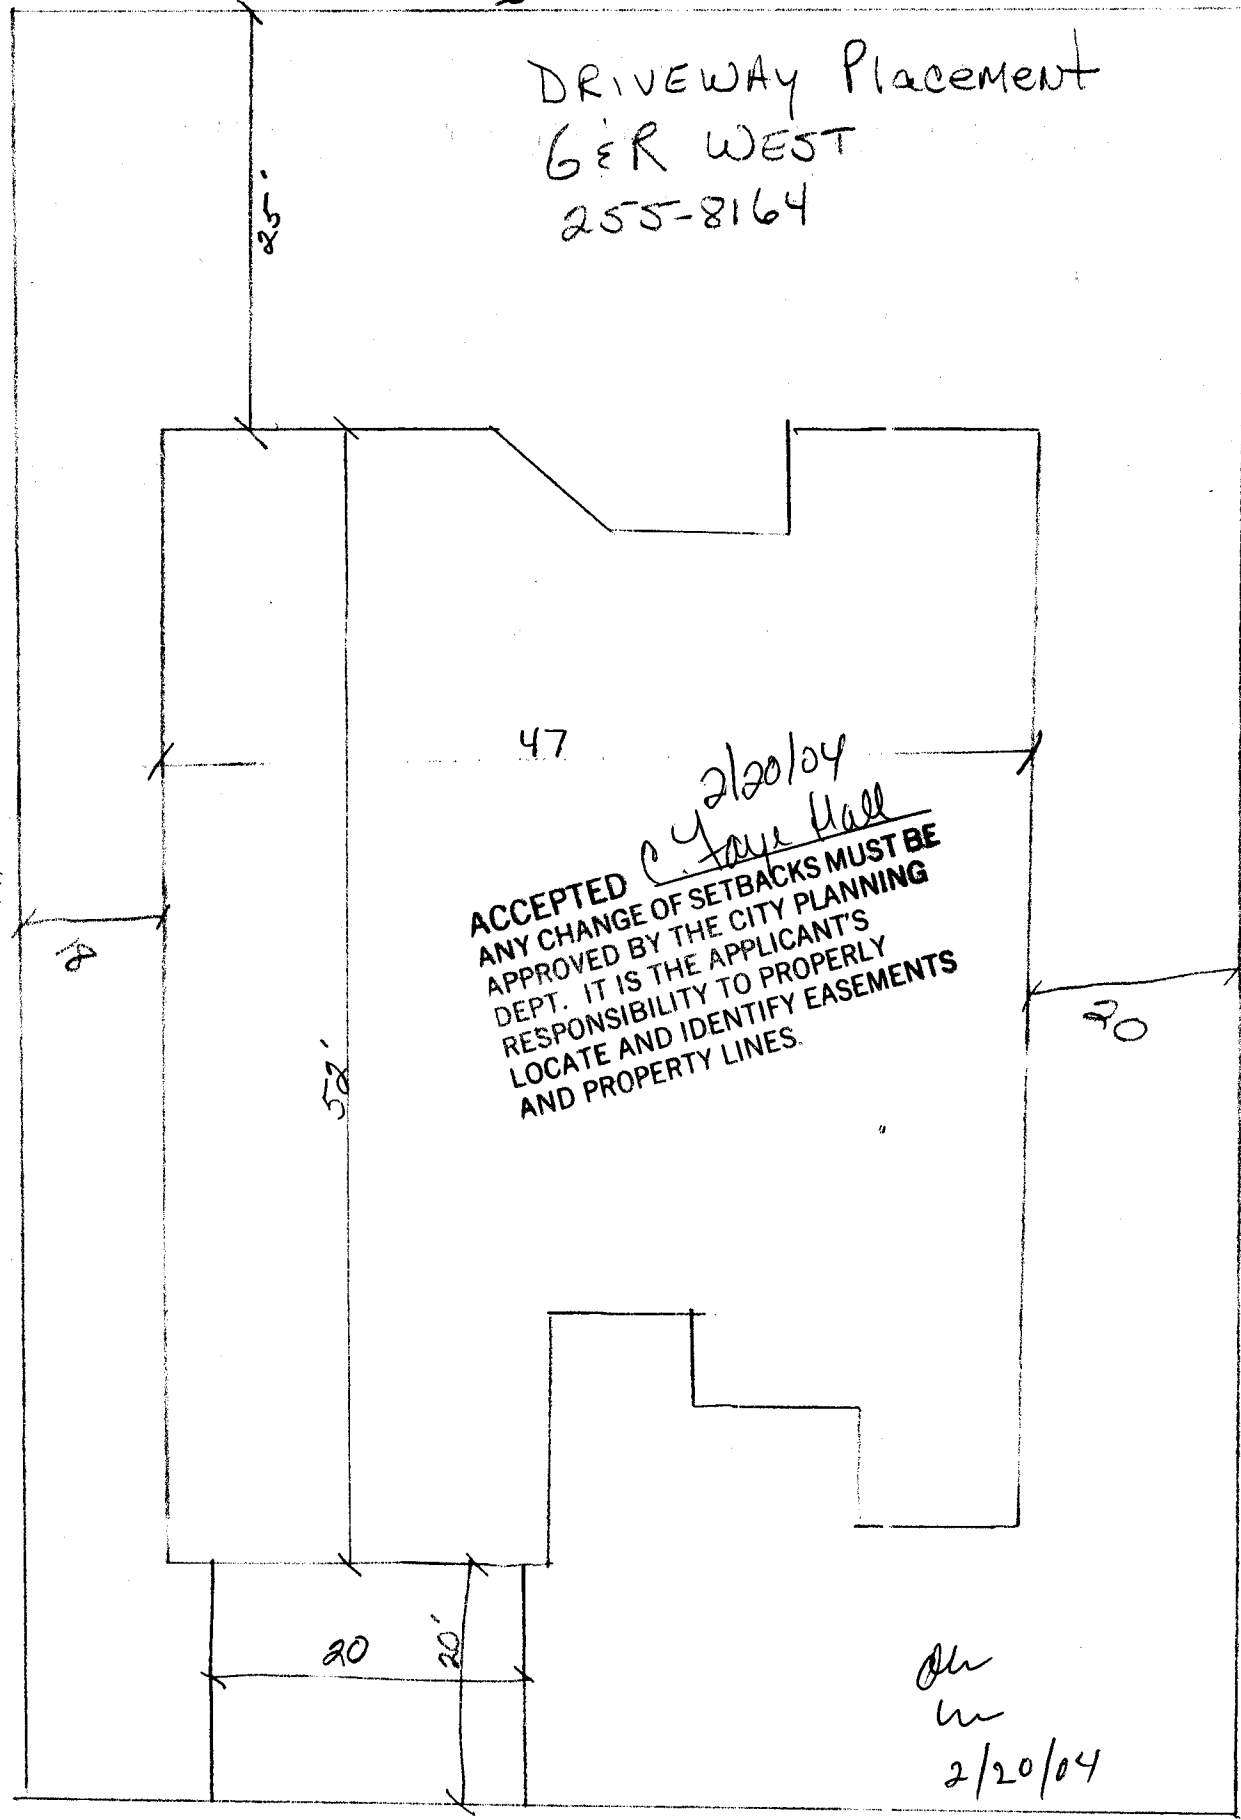 DRIVEWAY Placement
G & R WEST
255-8164
25'
47
2/20/04
C. Faye Hall
ACCEPTED
ANY CHANGE OF SETBACKS MUST BE
APPROVED BY THE CITY PLANNING
DEPT. IT IS THE APPLICANT'S
RESPONSIBILITY TO PROPERLY
LOCATE AND IDENTIFY EASEMENTS
AND PROPERTY LINES.
20
52'
20
20'
2/20/04